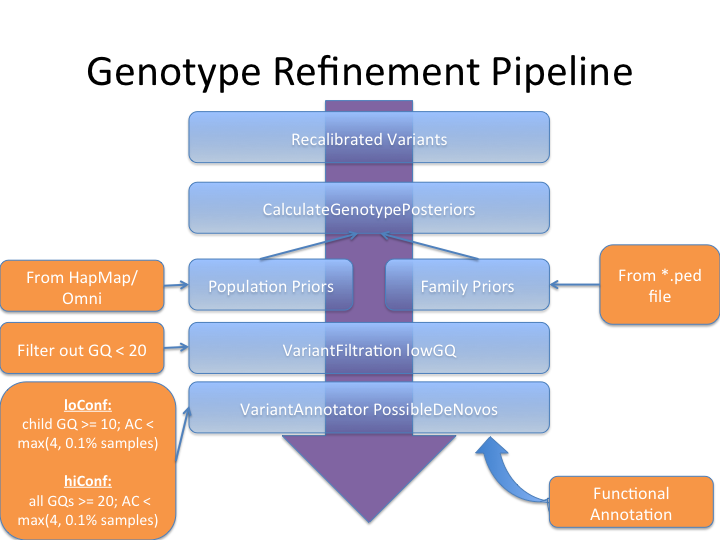 Genotype Refinement Pipeline
Recalibrated Variants
CalculateGenotypePosteriors
From HapMap/
Omni
Population Priors
Family Priors
From *.ped
file
Filter out GQ < 20
VariantFiltration lowGQ
VariantAnnotator PossibleDeNovos
loConf:
child GQ >= 10; AC <
max(4, 0.1% samples)
hiConf:
all GQs >= 20; AC <
max(4, 0.1% samples)
Functional
Annotation